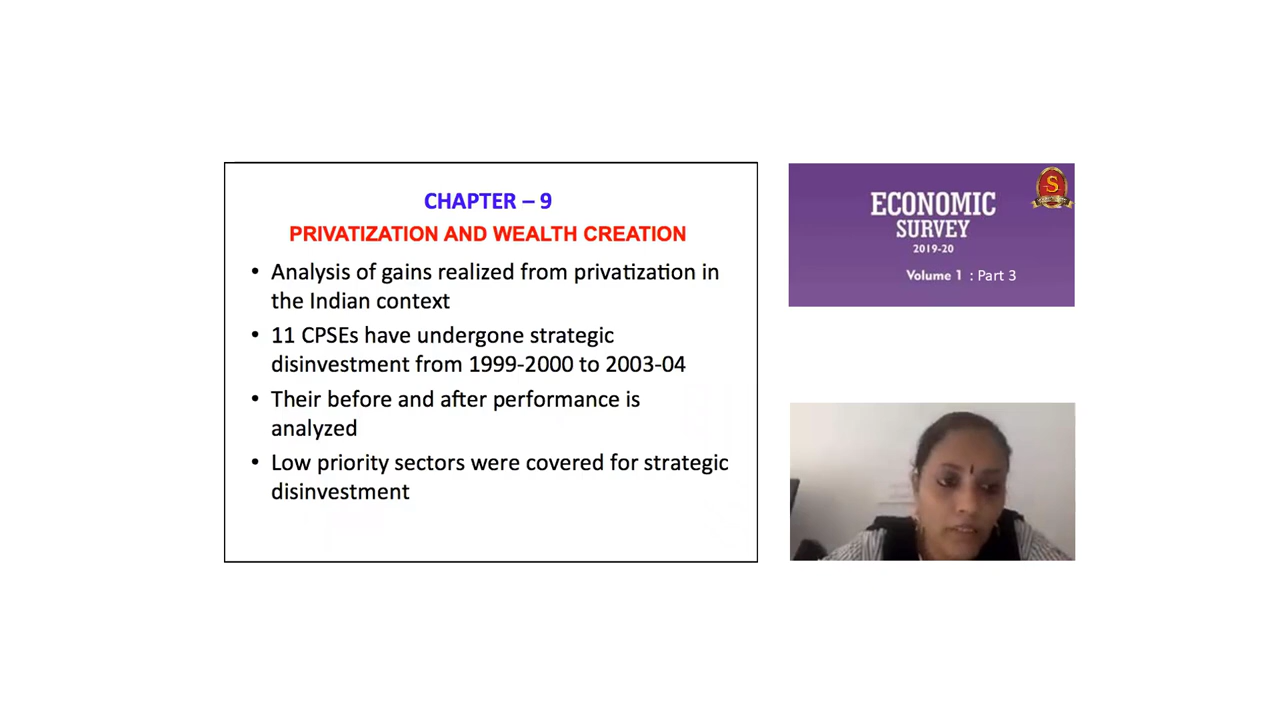 CHAPTER – 9
PRIVATIZATION AND WEALTH CREATION
• Analysis of gains realized from privatization in
the Indian context
• 11 CPSEs have undergone strategic
disinvestment from 1999-2000 to 2003-04
• Their before and after performance is
analyzed
• Low priority sectors were covered for strategic
disinvestment
S
ECONOMIC
SURVEY
2019-20
Volume 1 : Part 3